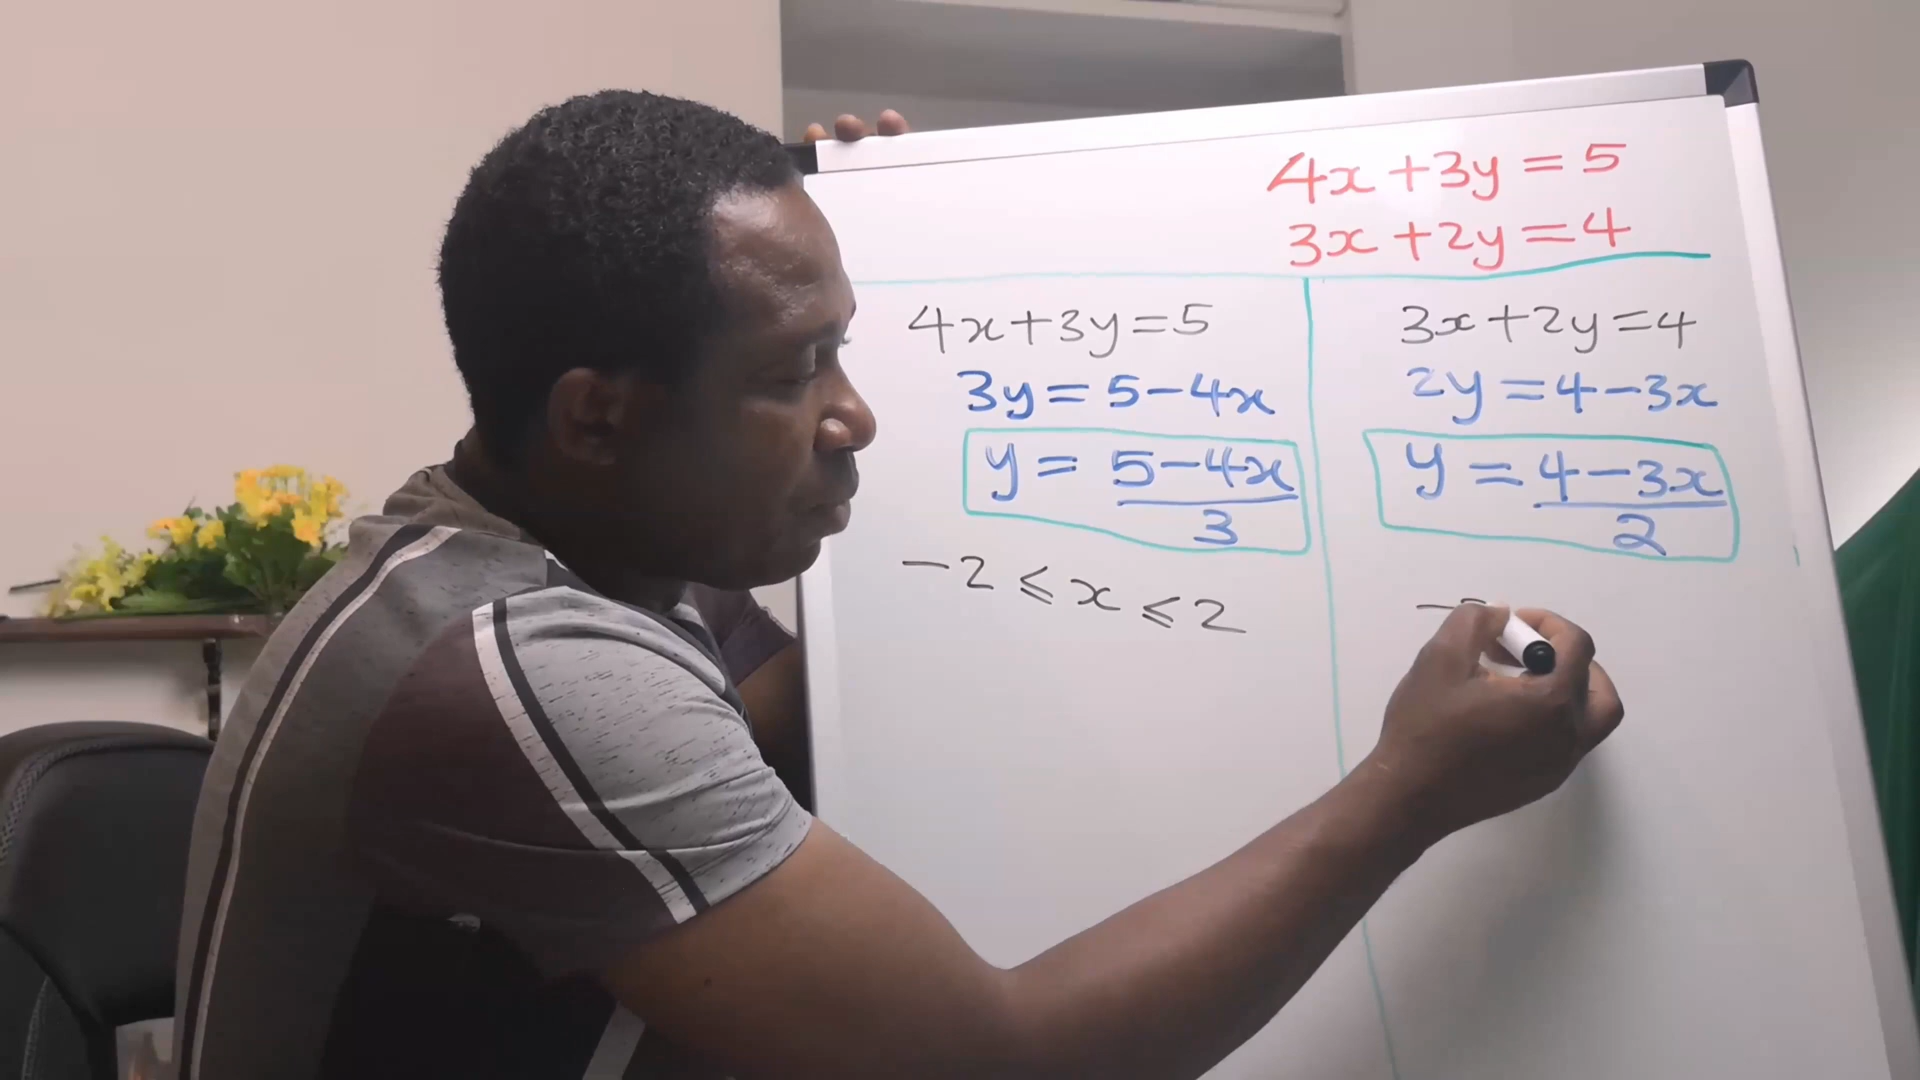 4x+3y=5
3x+2y=4
4x+3y=5
3y=5-4x
y=5-4x/3
-2≤x≤2
3x+2y=4
2y=4-3x
y=4-3x/2